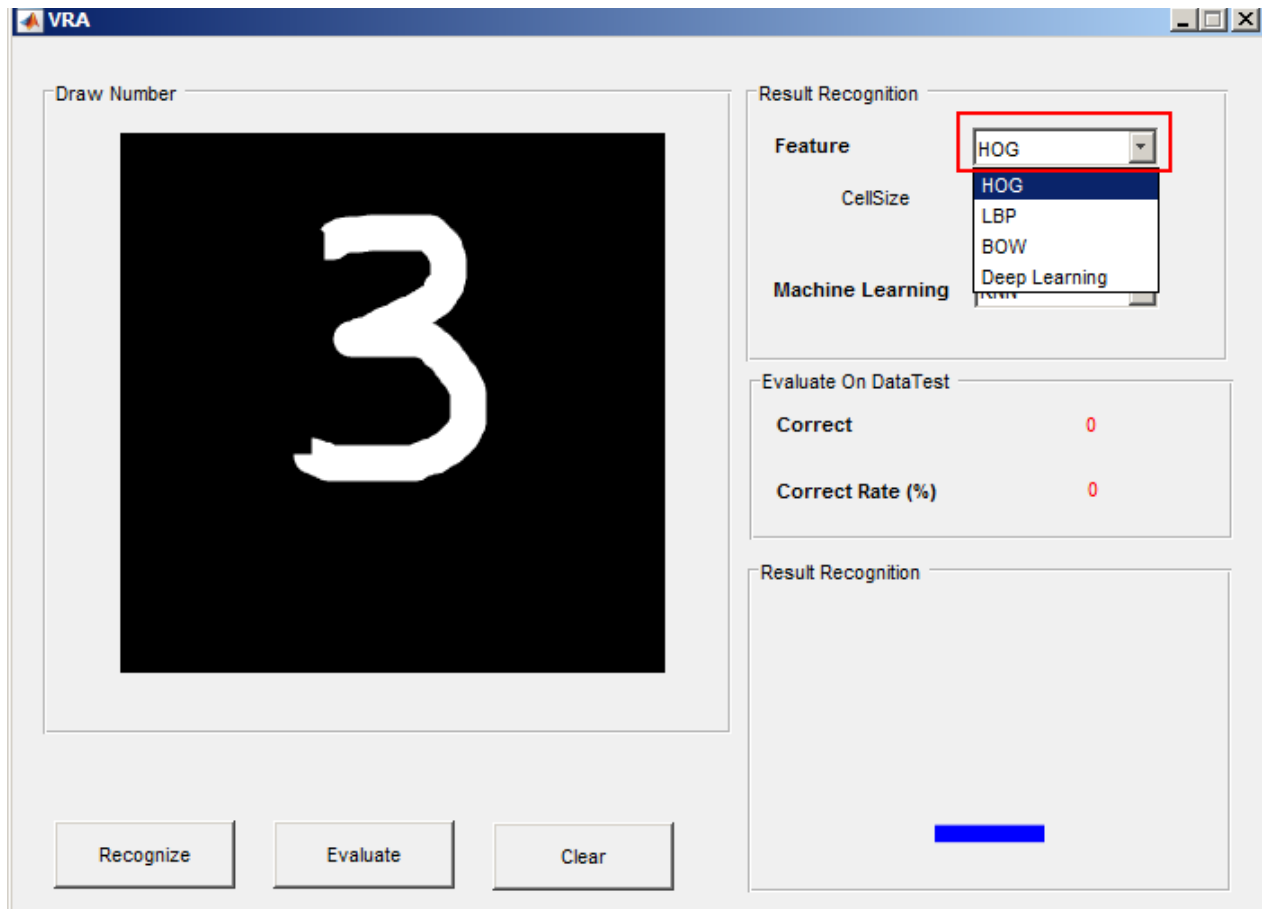 VRA
Draw Number
3
Result Recognition
Feature
HOG
HOG
LBP
BOW
Deep Learning
CellSize
Machine Learning
KNN
Evaluate On DataTest
Correct 0
Correct Rate (%) 0
Result Recognition
Recognize
Evaluate
Clear